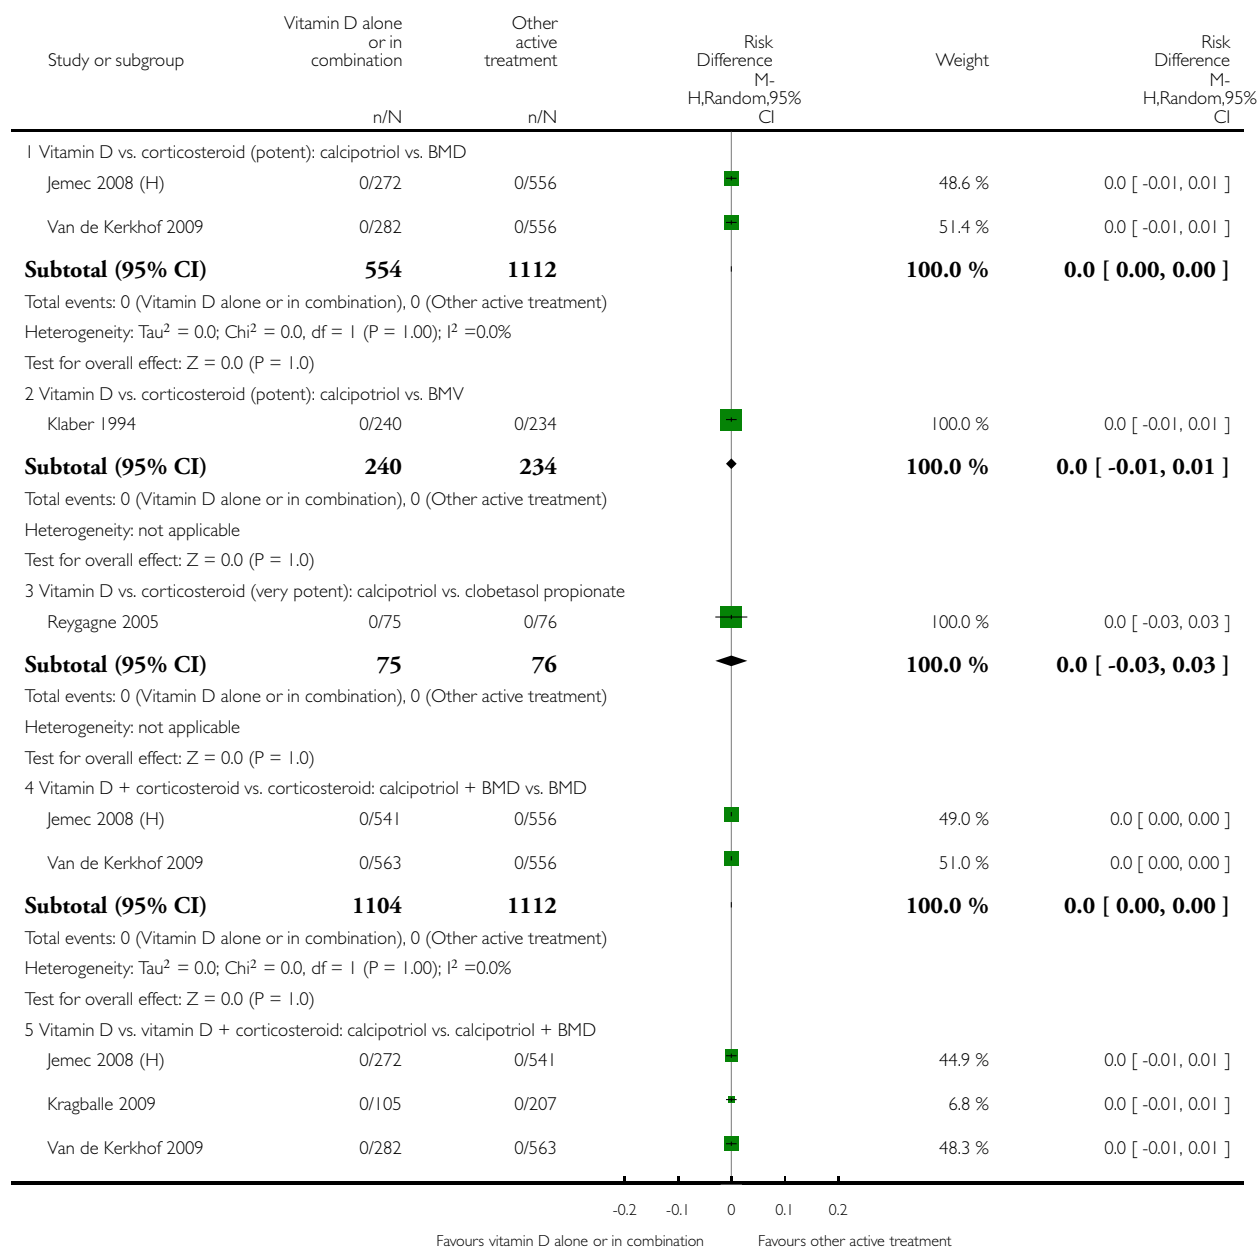 Study or subgroup	Vitamin D alone or in combination	Other active treatment	Risk Difference	Weight	Risk Difference
n/N	n/N	M-H,Random,95% CI	M-H,Random,95% CI
1 Vitamin D vs. corticosteroid (potent): calcipotriol vs. BMD
Jemec 2008 (H)	0/272	0/556	48.6 %	0.0 [ -0.01, 0.01 ]
Van de Kerkhof 2009	0/282	0/556	51.4 %	0.0 [ -0.01, 0.01 ]
Subtotal (95% CI)	554	1112	100.0 %	0.0 [ 0.00, 0.00 ]
Total events: 0 (Vitamin D alone or in combination), 0 (Other active treatment)
Heterogeneity: Tau² = 0.0; Chi² = 0.0, df = 1 (P = 1.00); I² =0.0%
Test for overall effect: Z = 0.0 (P = 1.0)
2 Vitamin D vs. corticosteroid (potent): calcipotriol vs. BMV
Klaber 1994	0/240	0/234	100.0 %	0.0 [ -0.01, 0.01 ]
Subtotal (95% CI)	240	234	100.0 %	0.0 [ -0.01, 0.01 ]
Total events: 0 (Vitamin D alone or in combination), 0 (Other active treatment)
Heterogeneity: not applicable
Test for overall effect: Z = 0.0 (P = 1.0)
3 Vitamin D vs. corticosteroid (very potent): calcipotriol vs. clobetasol propionate
Reygagne 2005	0/75	0/76	100.0 %	0.0 [ -0.03, 0.03 ]
Subtotal (95% CI)	75	76	100.0 %	0.0 [ -0.03, 0.03 ]
Total events: 0 (Vitamin D alone or in combination), 0 (Other active treatment)
Heterogeneity: not applicable
Test for overall effect: Z = 0.0 (P = 1.0)
4 Vitamin D + corticosteroid vs. corticosteroid: calcipotriol + BMD vs. BMD
Jemec 2008 (H)	0/541	0/556	49.0 %	0.0 [ 0.00, 0.00 ]
Van de Kerkhof 2009	0/563	0/556	51.0 %	0.0 [ 0.00, 0.00 ]
Subtotal (95% CI)	1104	1112	100.0 %	0.0 [ 0.00, 0.00 ]
Total events: 0 (Vitamin D alone or in combination), 0 (Other active treatment)
Heterogeneity: Tau² = 0.0; Chi² = 0.0, df = 1 (P = 1.00); I² =0.0%
Test for overall effect: Z = 0.0 (P = 1.0)
5 Vitamin D vs. vitamin D + corticosteroid: calcipotriol vs. calcipotriol + BMD
Jemec 2008 (H)	0/272	0/541	44.9 %	0.0 [ -0.01, 0.01 ]
Kragballe 2009	0/105	0/207	6.8 %	0.0 [ -0.01, 0.01 ]
Van de Kerkhof 2009	0/282	0/563	48.3 %	0.0 [ -0.01, 0.01 ]
-0.2	-0.1	0	0.1	0.2
Favours vitamin D alone or in combination	Favours other active treatment